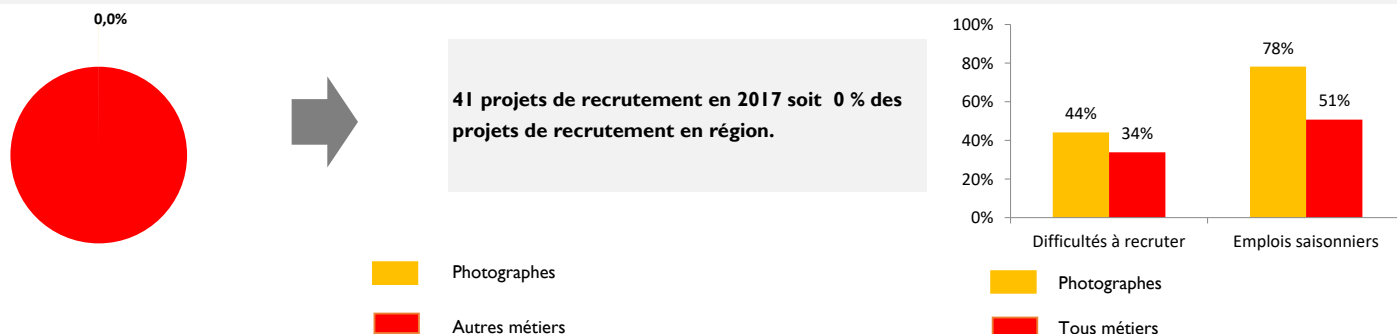 0,0%
41 projets de recrutement en 2017 soit 0 % des
projets de recrutement en région.
Photographes
Autres métiers
100%
80%
60%
40%
20%
0%
44%
34%
78%
51%
Difficultés à recruter
Emplois saisonniers
Photographes
Tous métiers